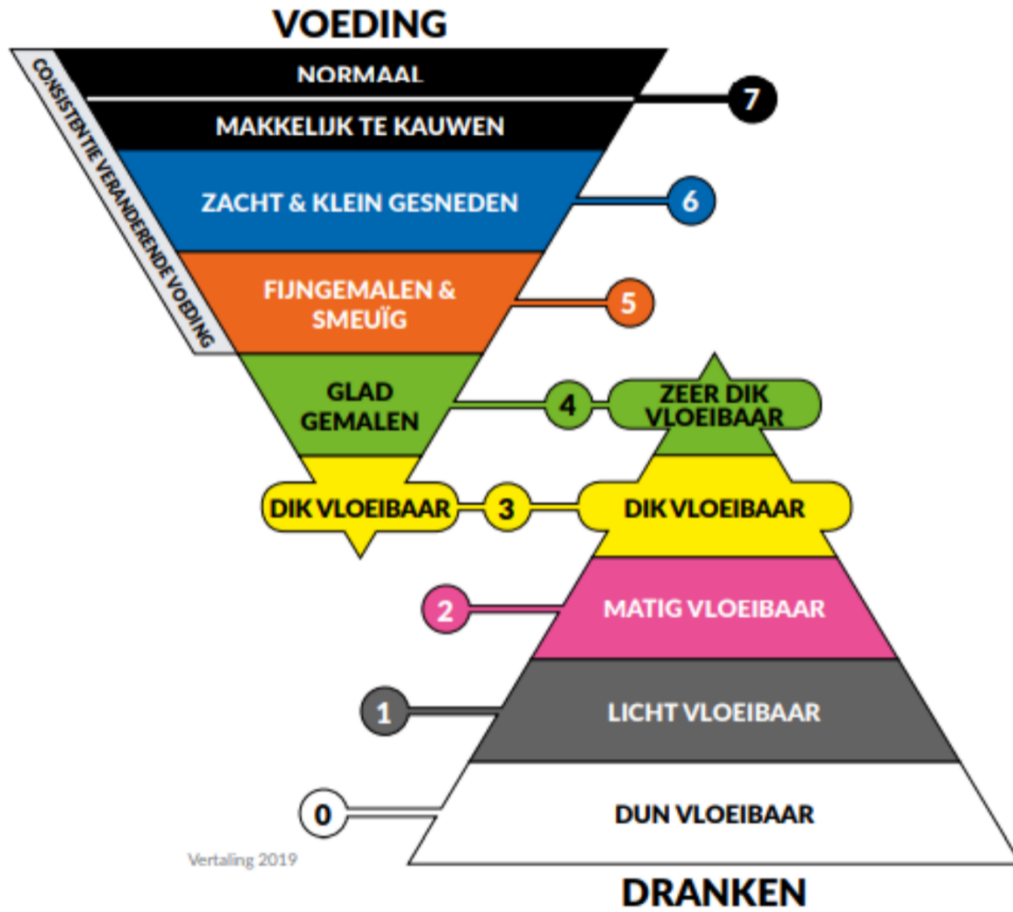 VOEDING
NORMAAL
7
MAKKELIJK TE KAUWEN
CONSISTENTIE VERANDERENDE VOEDING
ZACHT & KLEIN GESNEDEN
6
FIJNGEMALEN &
SMEUÏG
5
GLAD
GEMALEN
4
ZEER DIK
VLOEIBAAR
DIK VLOEIBAAR
3
DIK VLOEIBAAR
2
MATIG VLOEIBAAR
1
LICHT VLOEIBAAR
0
DUN VLOEIBAAR
Vertaling 2019
DRANKEN